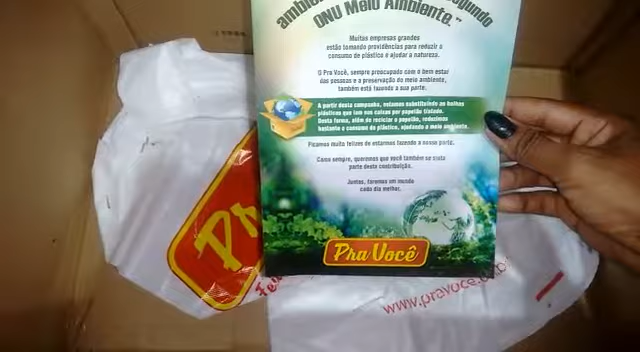 segundo
ONU Meio Ambiente."
Muitas empresas grandes
estão tomando providências para reduzir o
consumo de plástico e ajudar a natureza.
O Pra Você, sempre preocupado com o bem estar
das pessoas e a preservação do meio ambiente,
também está fazendo a sua parte.
A partir desta campanha, estamos substituindo as bolhas
plásticas que iam nas caixas por papelão ilhado.
Desta forma, além de reciclar o papelão, reduzimos
bastante o consumo de plástico, ajudando o meio ambiente.
Ficamos muito felizes de estarmos fazendo a nossa parte.
Como sempre, queremos que você também se sinta
parte desta contribuição.
Juntos, faremos um mundo
cada dia melhor.
Pra Você
Pr
www.pravoce.c